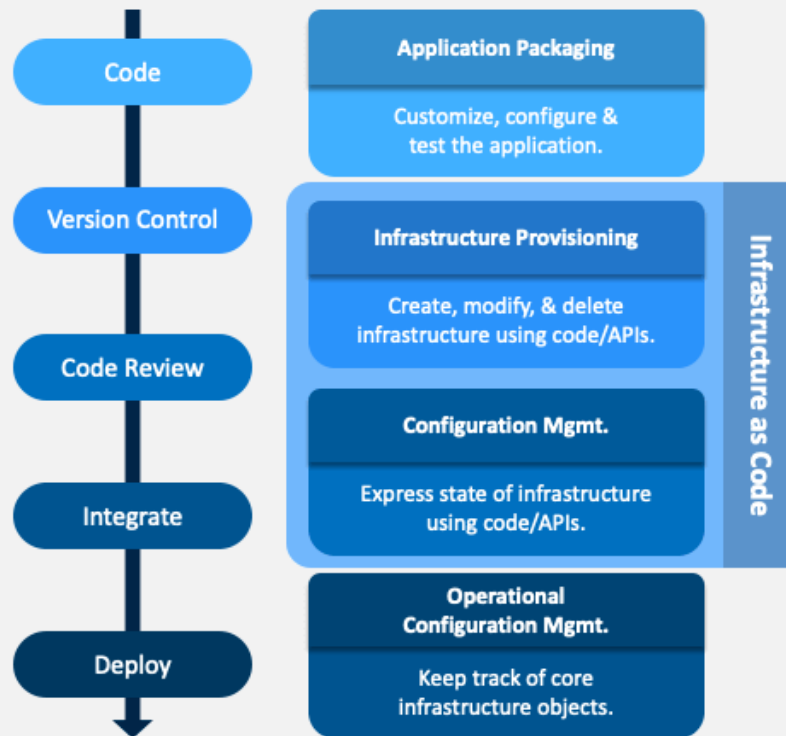 Code
Version Control
Code Review
Integrate
Deploy
Application Packaging
Customize, configure &
test the application.
Infrastructure Provisioning
Create, modify, & delete
infrastructure using code/APIs.
Configuration Mgmt.
Express state of infrastructure
using code/APIs.
Infrastructure as Code
Operational
Configuration Mgmt.
Keep track of core
infrastructure objects.